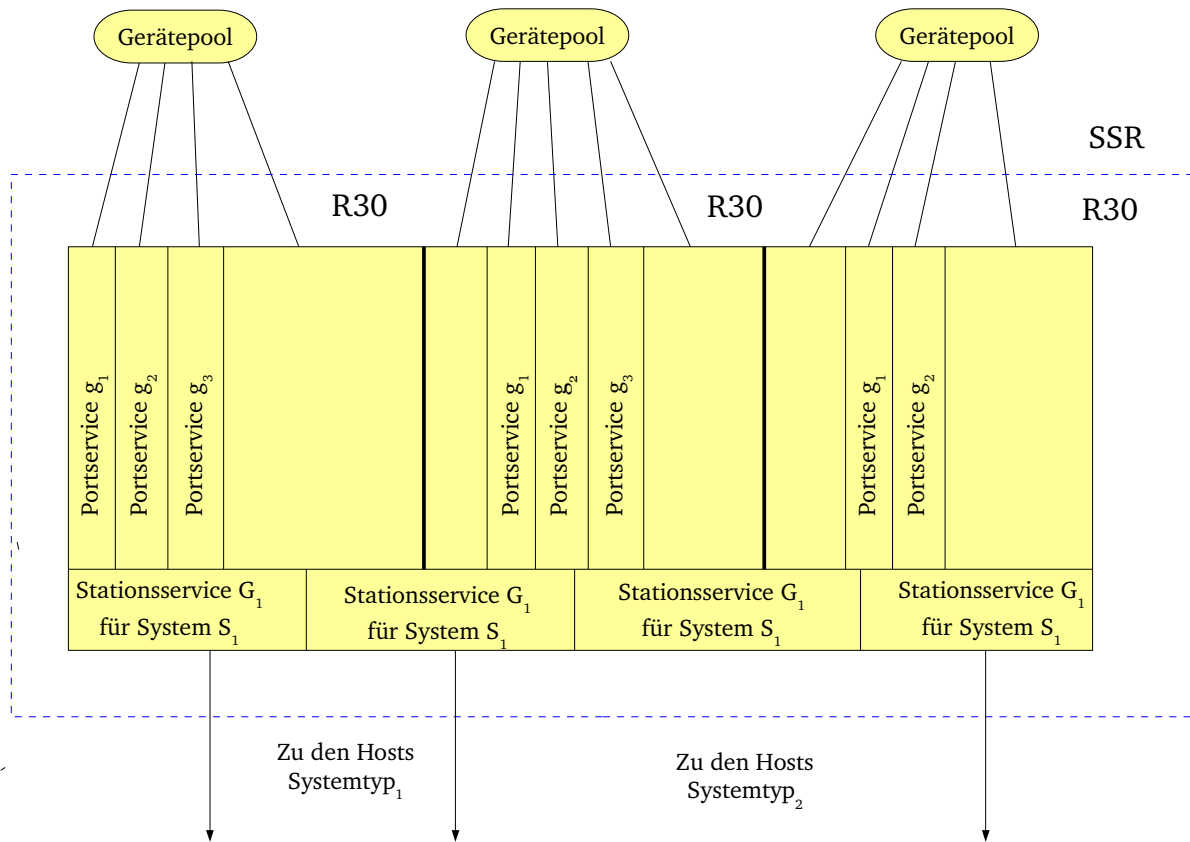 Gerätepool
Gerätepool
Gerätepool
SSR
R30
R30
R30
Portservice g₁
Portservice g₂
Portservice g₃
Portservice g₁
Portservice g₂
Portservice g₃
Portservice g₁
Portservice g₂
Stationsservice G₁
für System S₁
Stationsservice G₁
für System S₁
Stationsservice G₁
für System S₁
Stationsservice G₁
für System S₁
Zu den Hosts
Systemtyp₁
Zu den Hosts
Systemtyp₂